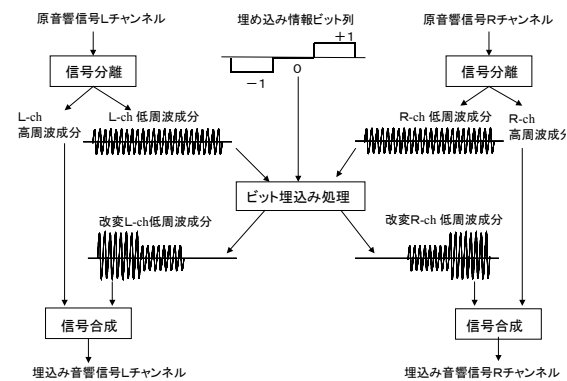 原音響信号Lチャンネル
埋め込み情報ビット列
原音響信号Rチャンネル
+1
0
−1
信号分離
信号分離
L-ch
高周波成分
L-ch 低周波成分
R-ch 低周波成分
R-ch
高周波成分
ビット埋込み処理
改変L-ch低周波成分
改変R-ch 低周波成分
信号合成
信号合成
埋込み音響信号Lチャンネル
埋込み音響信号Rチャンネル